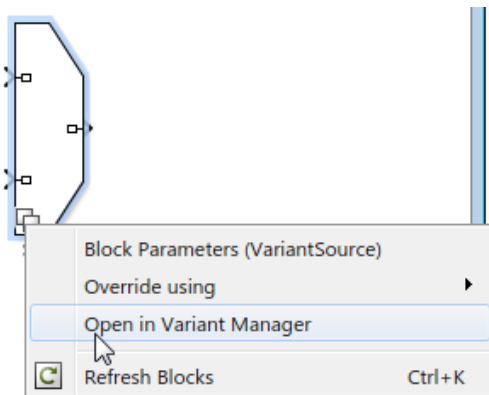 Block Parameters (VariantSource)
Override using
Open in Variant Manager
Refresh Blocks Ctrl+K